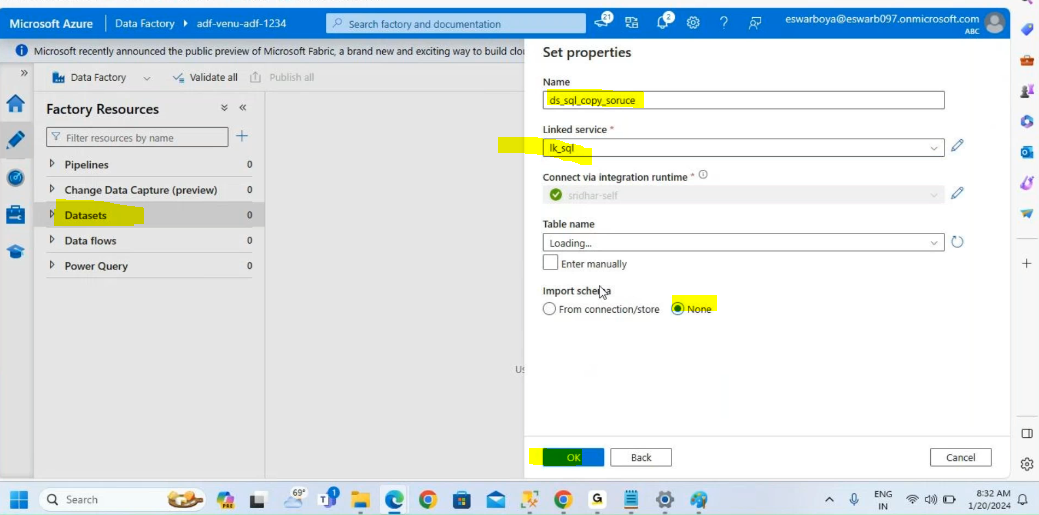 Microsoft Azure Data Factory adf-venu-adf-1234 Search factory and documentation 21 2 eswarboya@eswarb097.onmicrosoft.com
ABC
Microsoft recently announced the public preview of Microsoft Fabric, a brand new and exciting way to build clo
Data Factory Validate all Publish all
Factory Resources
Filter resources by name
Pipelines 0
Change Data Capture (preview) 0
Datasets 0
Data flows 0
Power Query 0
Us
Set properties
Name
ds_sql_copy_soruce
Linked service *
lk_sql
Connect via integration runtime *
sridhar-self
Table name
Loading...
Enter manually
Import schema
From connection/store None
OK Back Cancel
Search 69° ENG 8:32 AM
IN 1/20/2024